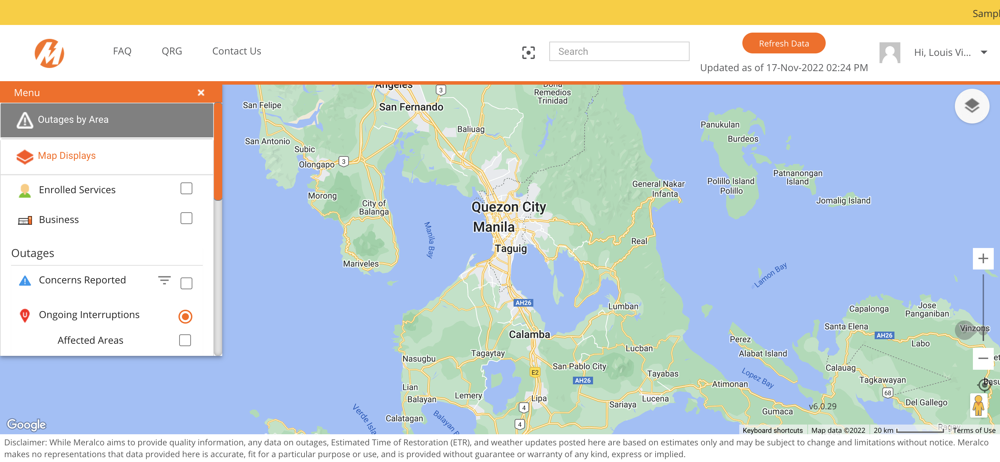 Sampl
FAQ
QRG
Contact Us
Search
Refresh Data
Updated as of 17-Nov-2022 02:24 PM
Hi, Louis Vi...
Menu
Outages by Area
Map Displays
Enrolled Services
Business
Outages
Concerns Reported
Ongoing Interruptions
Affected Areas
Angeles
3
Doña
Remedios
Trinidad
San Felipe
San Fernando
Baliuag
San Antonio
Subic
Olongapo
3
Panukulan
Burdeos
Patnanongan
Island
Polillo Island
Polillo
Jomalig Island
General Nakar
Infanta
Morong
City of
Balanga
Quezon City
Manila
Taguig
Manila Bay
Real
Mariveles
Lamon Bay
AH26
Lumban
Capalonga
Jose
Panganiban
Santa Elena
Vinzons
AH26
Labo
Calamba
Perez
Lucban
Alabat Island
Tagaytay
Nasugbu
San Pablo City
E2
AH26
Tayabas
Calauag
Lopez Bay
Tagkawayan
Atimonan
Basu
68
Lian
Balayan
Lemery
Lipa
Lucena
Sariaya
4
Del Gallego
v6.0.29
Gumaca
Verde Isla
Balayan
Calatagan
4
Ragay
Google
Keyboard shortcuts
Map data ©2022
20 km
Terms of Use
Disclaimer: While Meralco aims to provide quality information, any data on outages, Estimated Time of Restoration (ETR), and weather updates posted here are based on estimates only and may be subject to change and limitations without notice. Meralco
makes no representations that data provided here is accurate, fit for a particular purpose or use, and is provided without guarantee or warranty of any kind, express or implied.